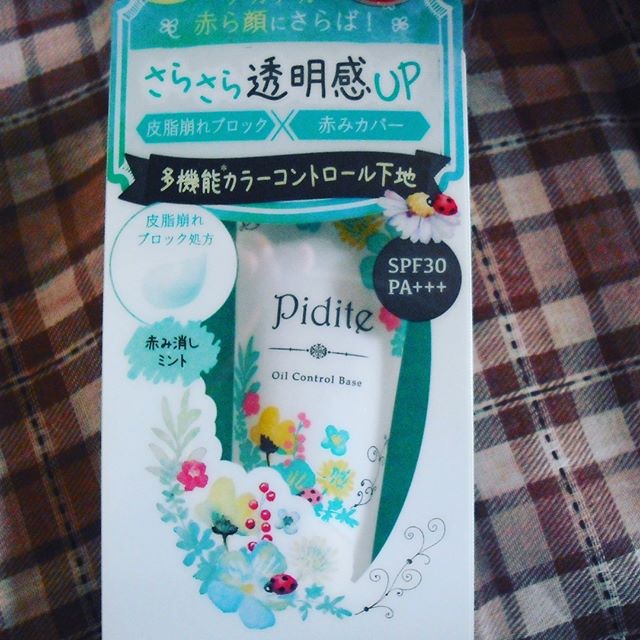 赤ら顔にさらば!
さらさら透明感UP
皮脂崩れブロック×赤みカバー
多機能*カラーコントロール下地
皮脂崩れ
ブロック処方
SPF30
PA+++
赤み消し
ミント
Pidite
Oil Control Base